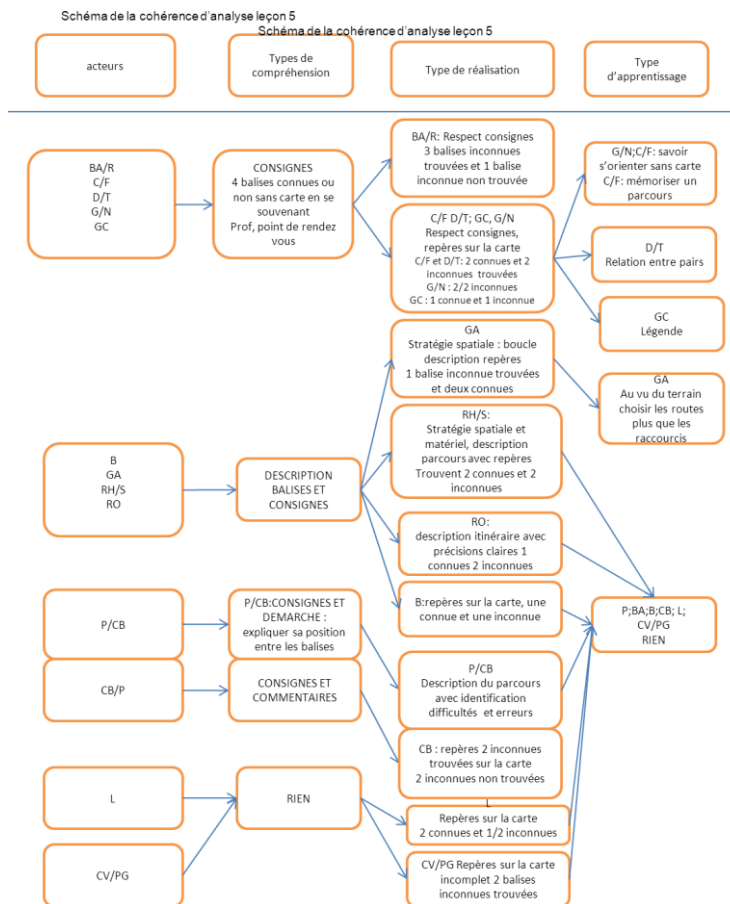 Schéma de la cohérence d'analyse leçon 5
Schéma de la cohérence d'analyse leçon 5
acteurs
Types de
compréhension
Type de réalisation
Type
d'apprentissage
BA/R
C/F
D/T
G/N
GC
CONSIGNES
4 balises connues ou
non sans carte en se
souvenant
Prof, point de rendez
vous
BA/R: Respect consignes
3 balises inconnues
trouvées et 1 balise
inconnue non trouvée
C/F D/T; GC, G/N
Respect consignes,
repères sur la carte
C/F et D/T: 2 connues et 2
inconnues trouvées
G/N : 2/2 inconnues
GC : 1 connue et 1 inconnue
G/N;C/F: savoir
s'orienter sans carte
C/F: mémoriser un
parcours
D/T
Relation entre pairs
GC
Légende
GA
Stratégie spatiale : boucle
description repères
1 balise inconnue trouvées
et deux connues
GA
Au vu du terrain
choisir les routes
plus que les
raccourcis
B
GA
RH/S
RO
DESCRIPTION
BALISES ET
CONSIGNES
RH/S:
Stratégie spatiale et
matériel, description
parcours avec repères
Trouvent 2 connues et 2
inconnues
RO:
description itinéraire avec
précisions claires 1
connues 2 inconnues
B:repères sur la carte, une
connue et une inconnue
P;BA;B;CB; L;
CV/PG
RIEN
P/CB
P/CB:CONSIGNES ET
DEMARCHE :
expliquer sa position
entre les balises
P/CB
Description du parcours
avec identification
difficultés et erreurs
CB/P
CONSIGNES ET
COMMENTAIRES
CB : repères 2 inconnues
trouvées sur la carte
2 inconnues non trouvées
L
RIEN
L
Repères sur la carte
2 connues et 1/2 inconnues
CV/PG
CV/PG Repères sur la carte
incomplet 2 balises
inconnues trouvées